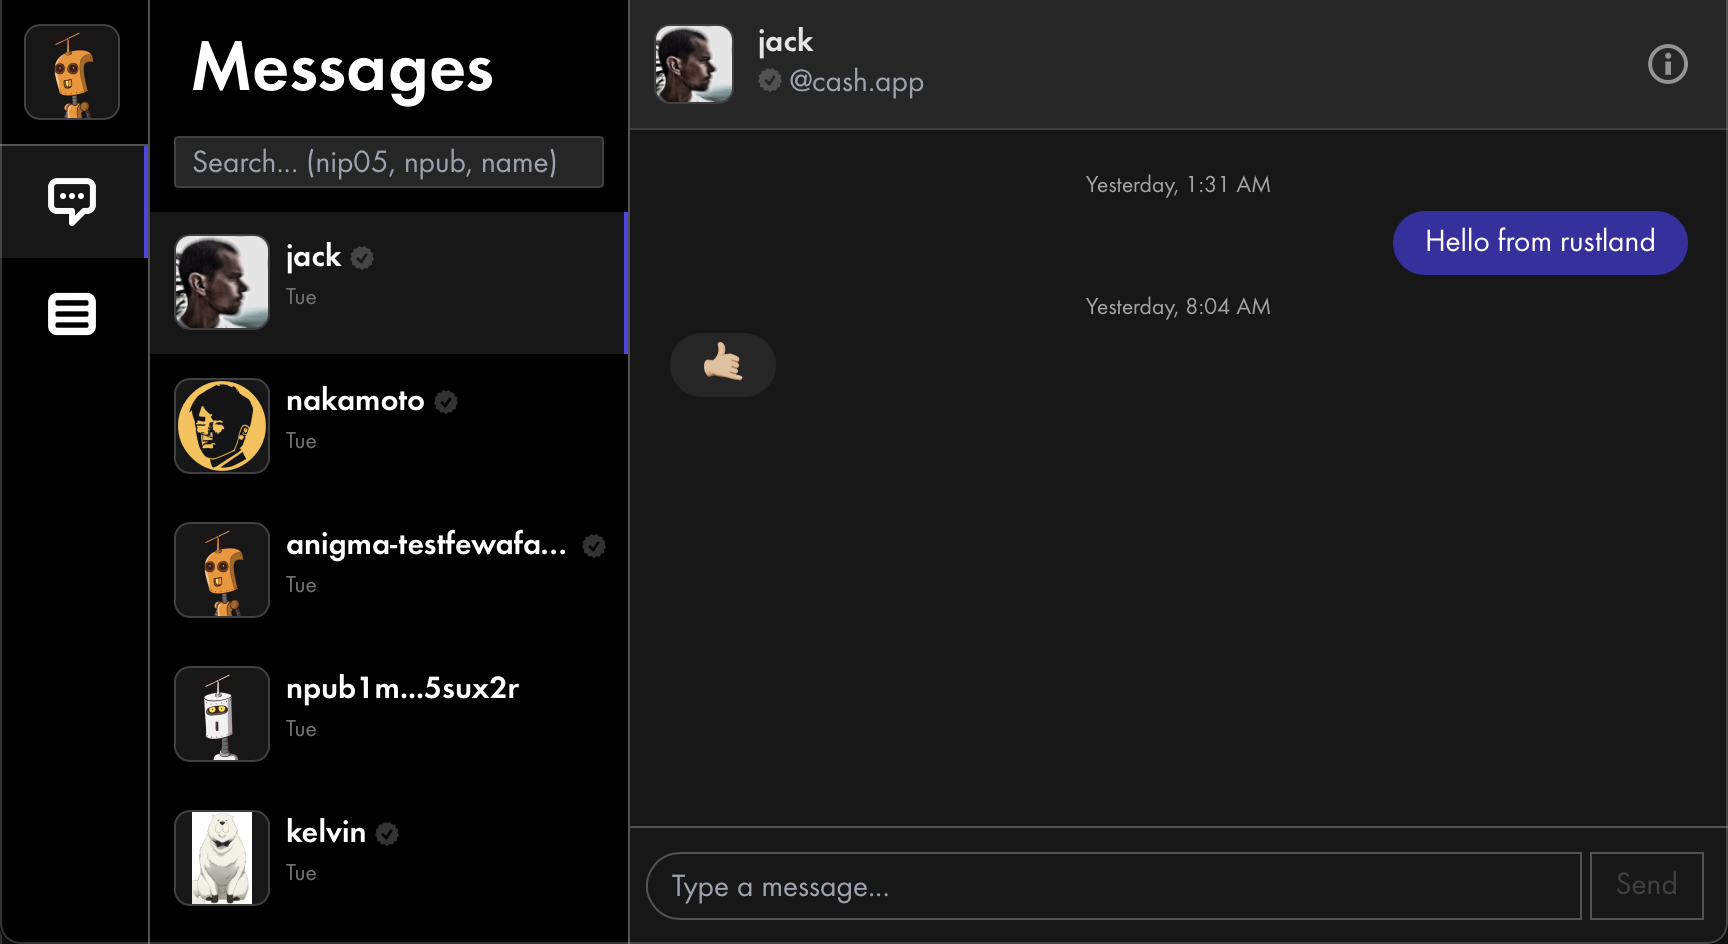 Messages
Search... (nip05, npub, name)
jack
Tue
nakamoto
Tue
anigma-testfewafa...
Tue
npub1m...5sux2r
Tue
kelvin
Tue
jack
@cash.app
Yesterday, 1:31 AM
Hello from rustland
Yesterday, 8:04 AM
🤙🏼
Type a message...
Send